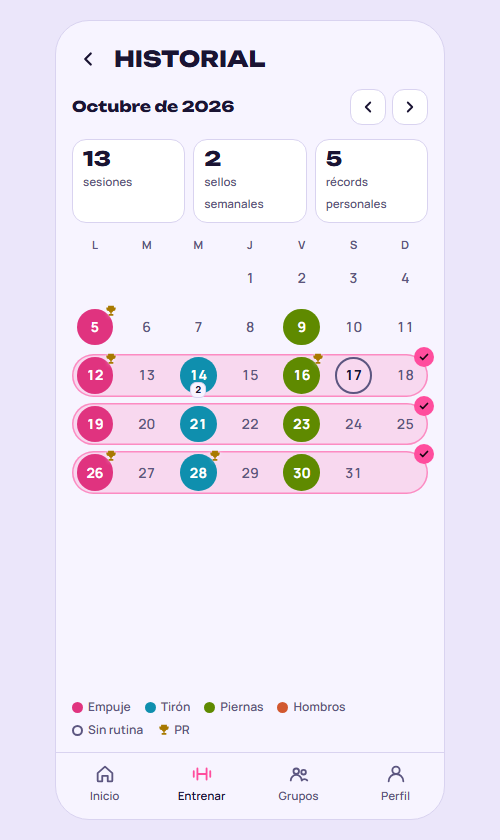 HISTORIAL
Octubre de 2026
13 2 5
sesiones sellos semanales récords personales
L M M J V S D
1 2 3 4
5 6 7 8 9 10 11
12 13 14 15 16 17 18
2
19 20 21 22 23 24 25
26 27 28 29 30 31
Empuje Tirón Piernas Hombros
Sin rutina PR
Inicio Entrenar Grupos Perfil